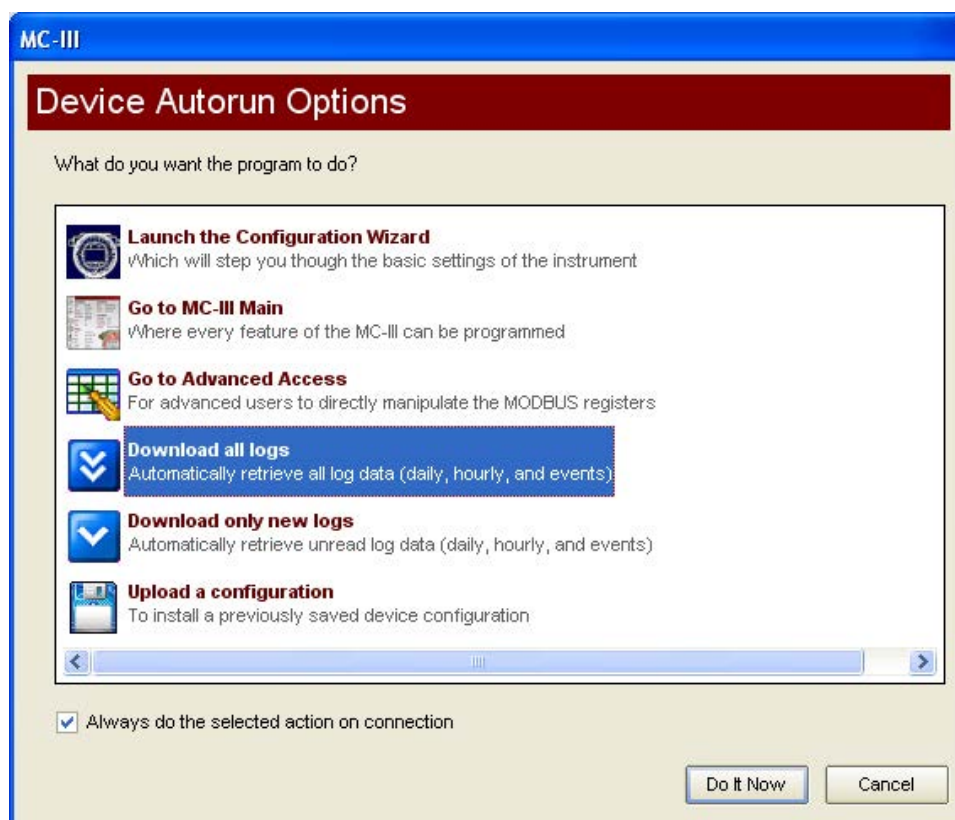 MC-III
Device Autorun Options
What do you want the program to do?
Launch the Configuration Wizard
Which will step you though the basic settings of the instrument
Go to MC-III Main
Where every feature of the MC-III can be programmed
Go to Advanced Access
For advanced users to directly manipulate the MODBUS registers
Download all logs
Automatically retrieve all log data (daily, hourly, and events)
Download only new logs
Automatically retrieve unread log data (daily, hourly, and events)
Upload a configuration
To install a previously saved device configuration
Always do the selected action on connection
Do It Now
Cancel